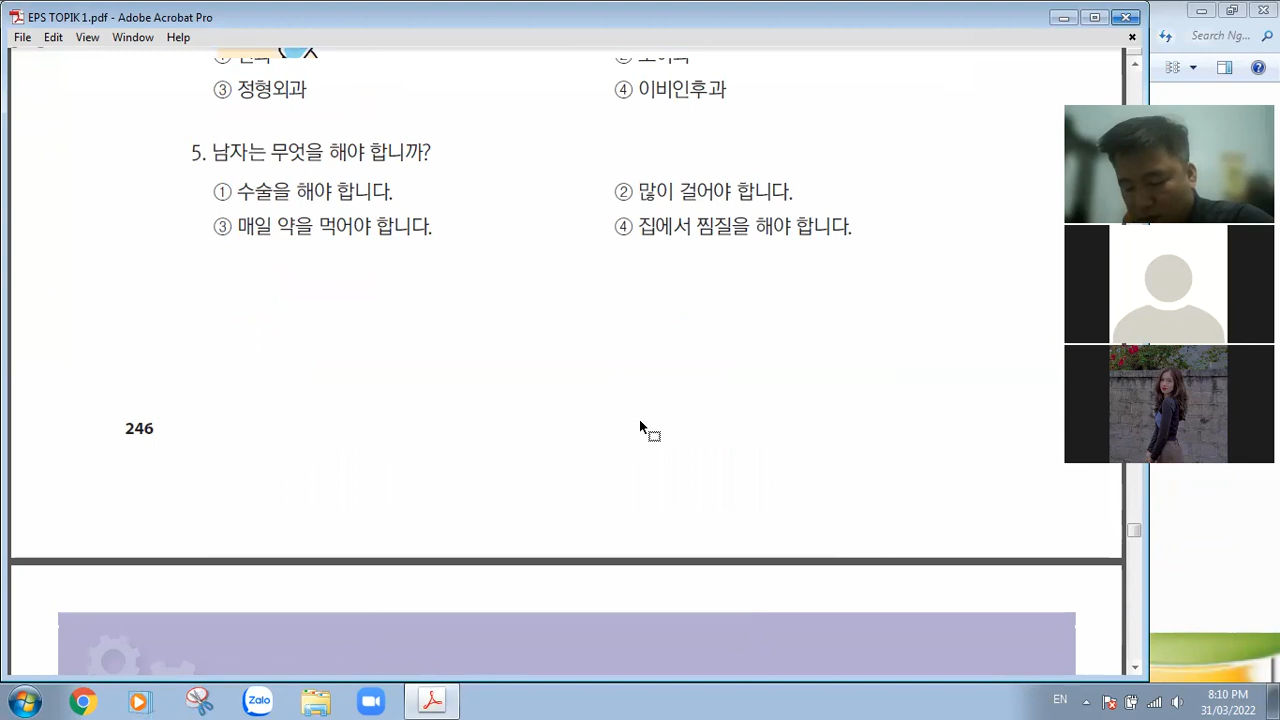 EPS TOPIK 1.pdf - Adobe Acrobat Pro
Search Ng...
File Edit View Window Help
③ 정형외과 ④ 이비인후과
5. 남자는 무엇을 해야 합니까?
① 수술을 해야 합니다. ② 많이 걸어야 합니다.
③ 매일 약을 먹어야 합니다. ④ 집에서 찜질을 해야 합니다.
246
Zalo
EN
8:10 PM
31/03/2022